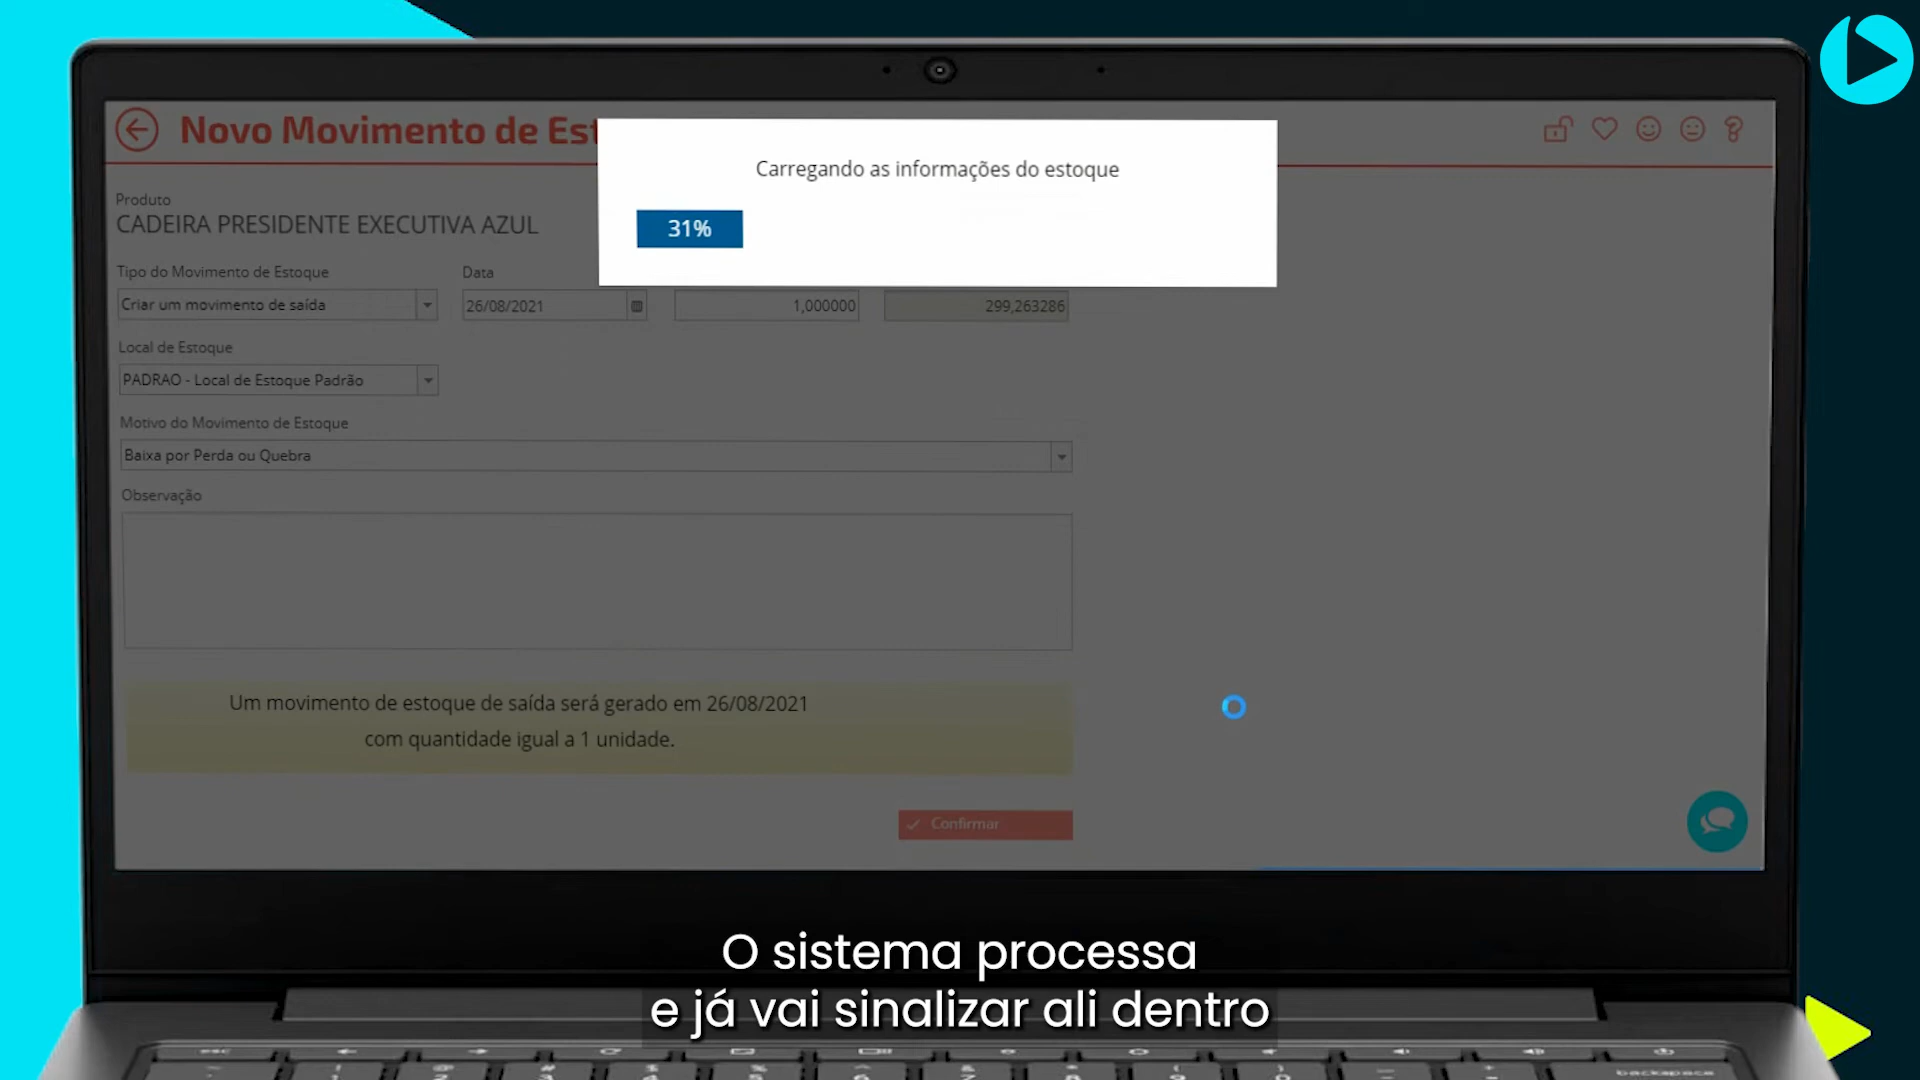 Novo Movimento de Est
Carregando as informações do estoque
31%
Produto
CADEIRA PRESIDENTE EXECUTIVA AZUL
Tipo do Movimento de Estoque
Data
Criar um movimento de saída
26/08/2021
1,000000
299,263286
Local de Estoque
PADRAO - Local de Estoque Padrão
Motivo do Movimento de Estoque
Baixa por Perda ou Quebra
Observação
Um movimento de estoque de saída será gerado em 26/08/2021
com quantidade igual a 1 unidade.
Confirmar
O sistema processa
e já vai sinalizar ali dentro
esc
backspace